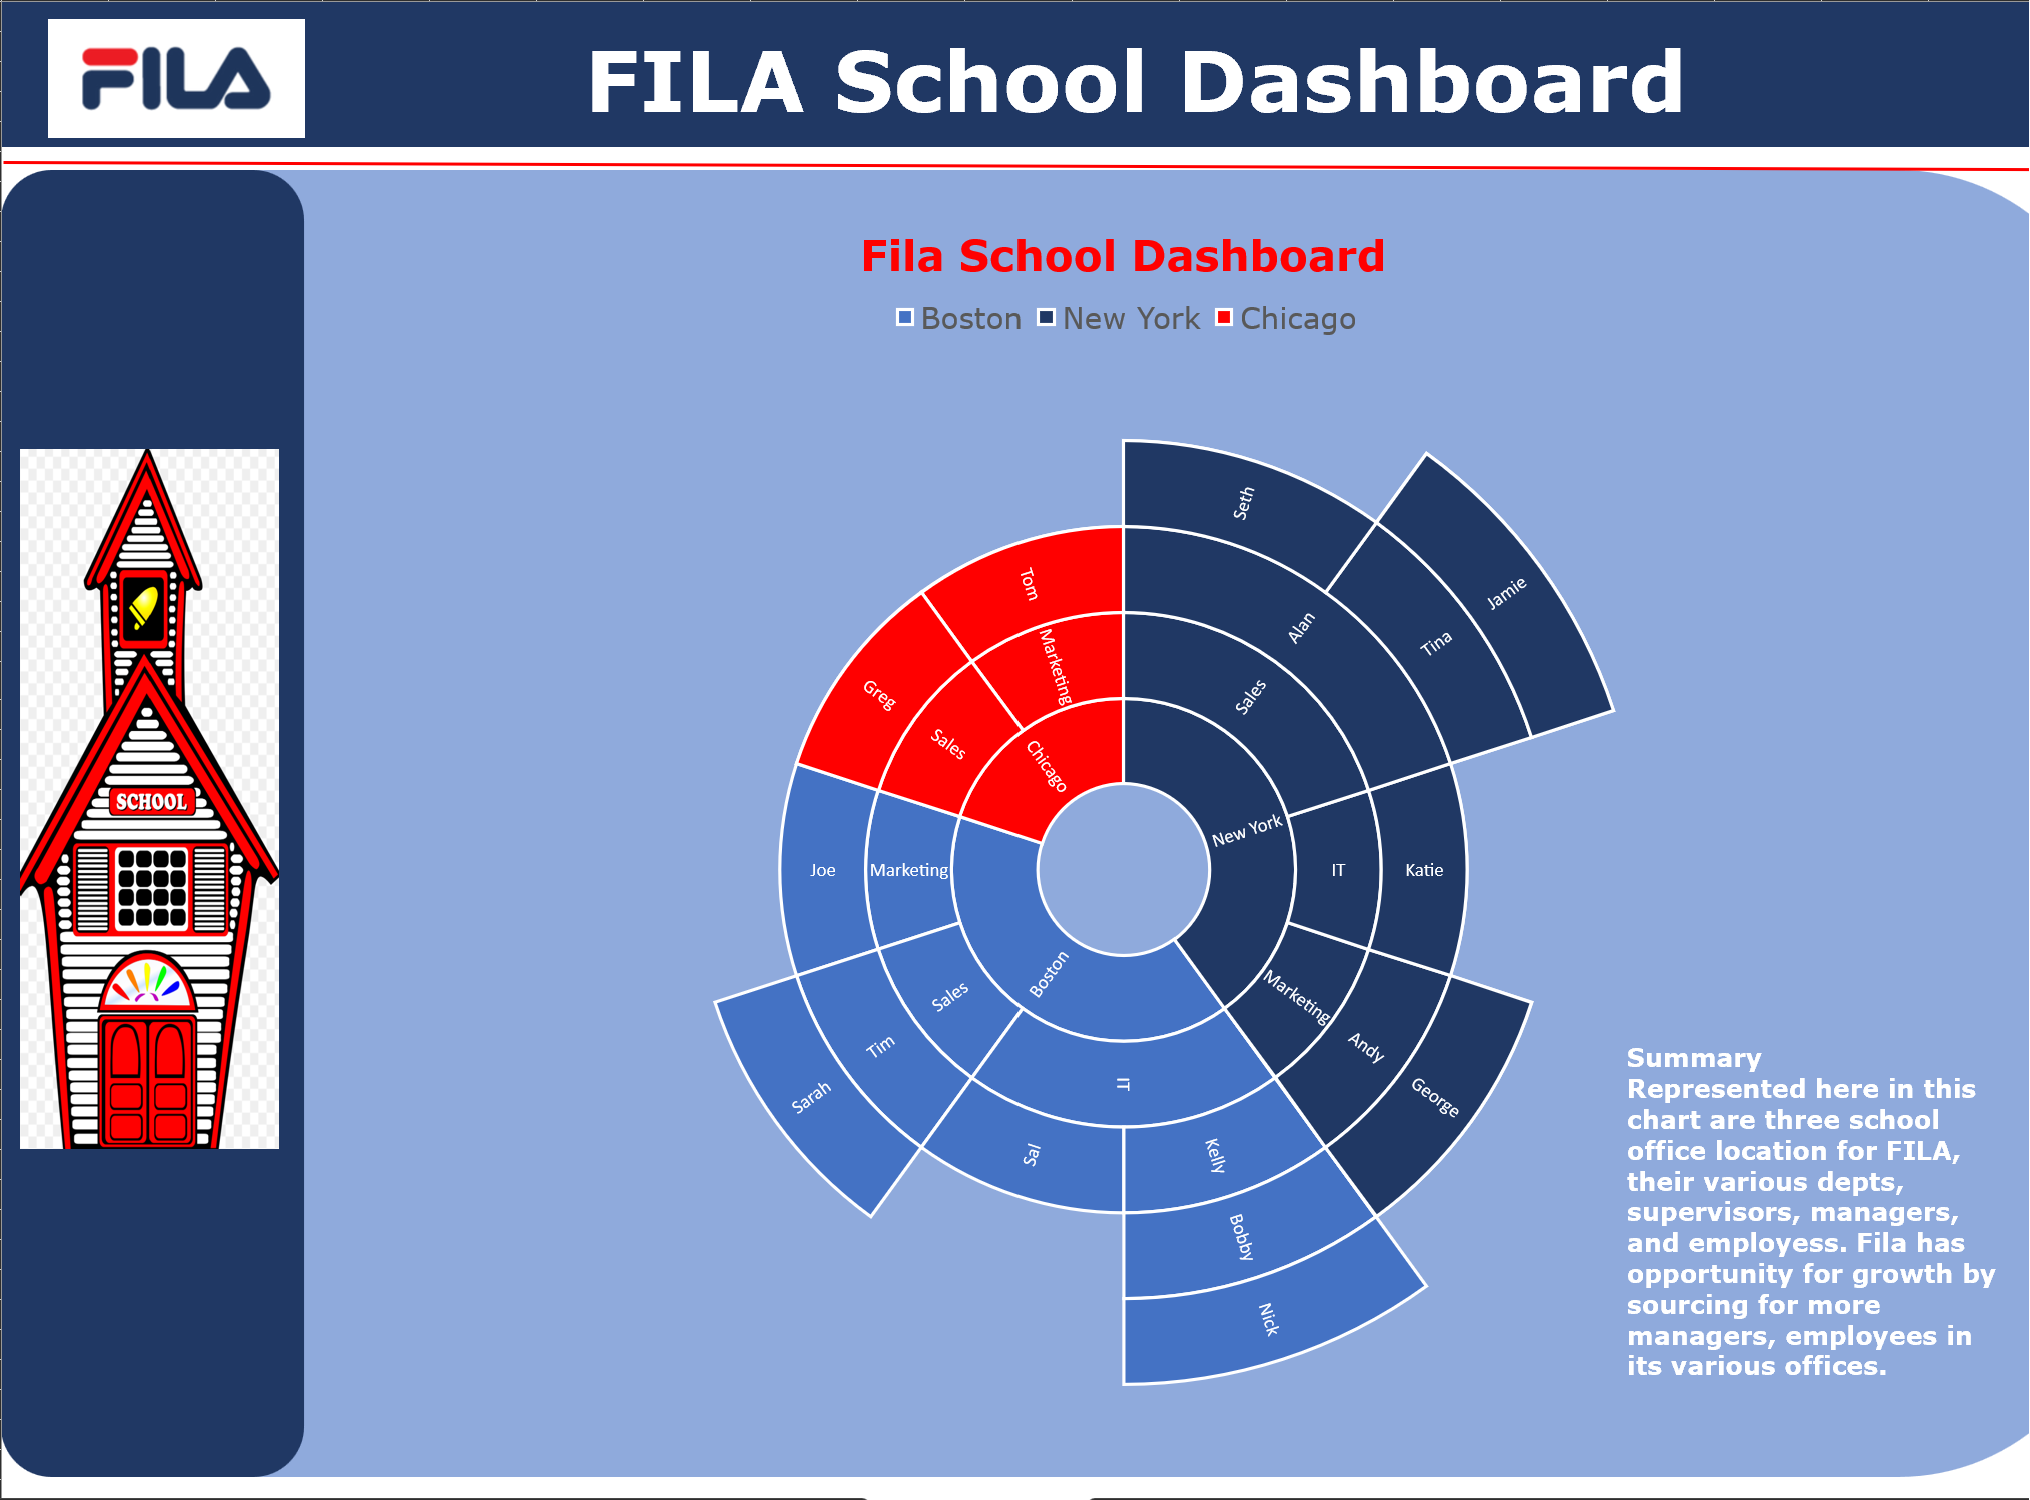 FILA
FILA School Dashboard
Fila School Dashboard
Boston New York Chicago
SCHOOL
Seth
Jamie
Alan
Tina
Sales
New York
IT
Katie
Marketing
Andy
George
Tom
Marketing
Greg
Sales
Chicago
Joe
Marketing
Boston
Sales
Tim
Sarah
IT
Sal
Kelly
Bobby
Nick
Summary
Represented here in this
chart are three school
office location for FILA,
their various depts,
supervisors, managers,
and employess. Fila has
opportunity for growth by
sourcing for more
managers, employees in
its various offices.